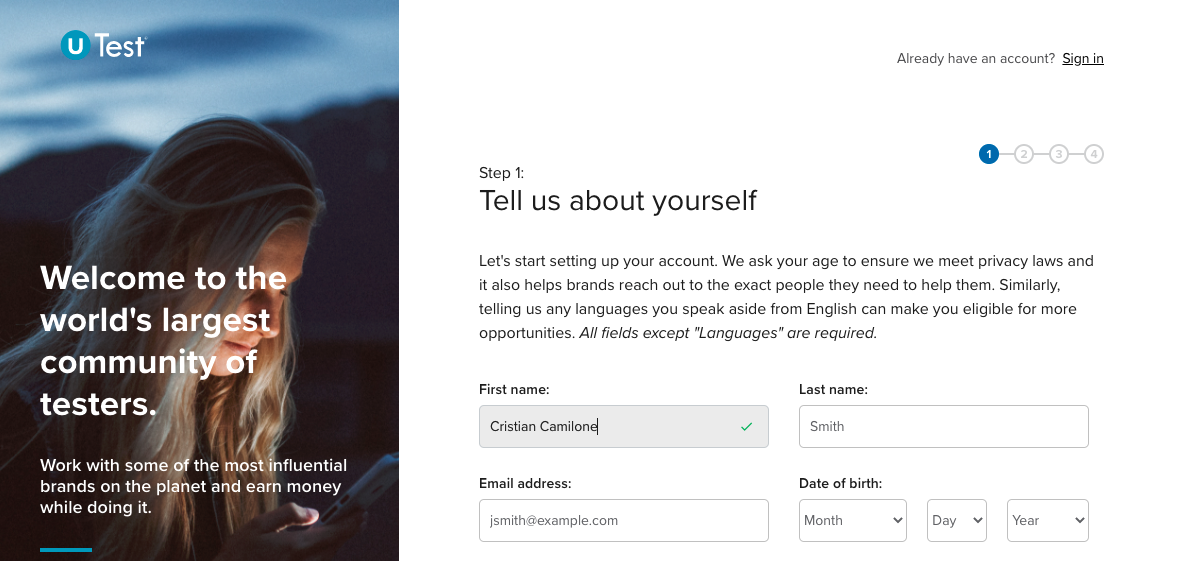 U Test
Already have an account? Sign in
1 2 3 4
Step 1:
Tell us about yourself
Welcome to the
world's largest
community of
testers.
Work with some of the most influential
brands on the planet and earn money
while doing it.
Let's start setting up your account. We ask your age to ensure we meet privacy laws and
it also helps brands reach out to the exact people they need to help them. Similarly,
telling us any languages you speak aside from English can make you eligible for more
opportunities. All fields except "Languages" are required.
First name:
Last name:
Cristian Camilone
Smith
Email address:
Date of birth:
jsmith@example.com
Month
Day
Year